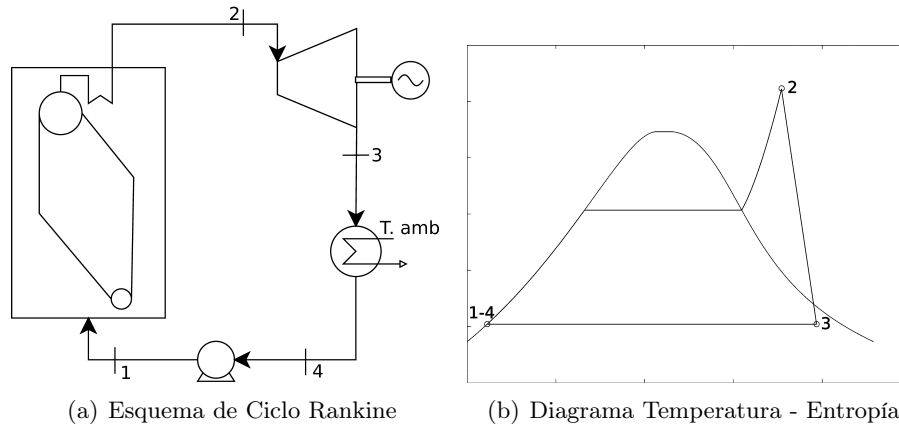 2
3
T. amb
1
4
2
1-4
3
(a) Esquema de Ciclo Rankine
(b) Diagrama Temperatura - Entropía